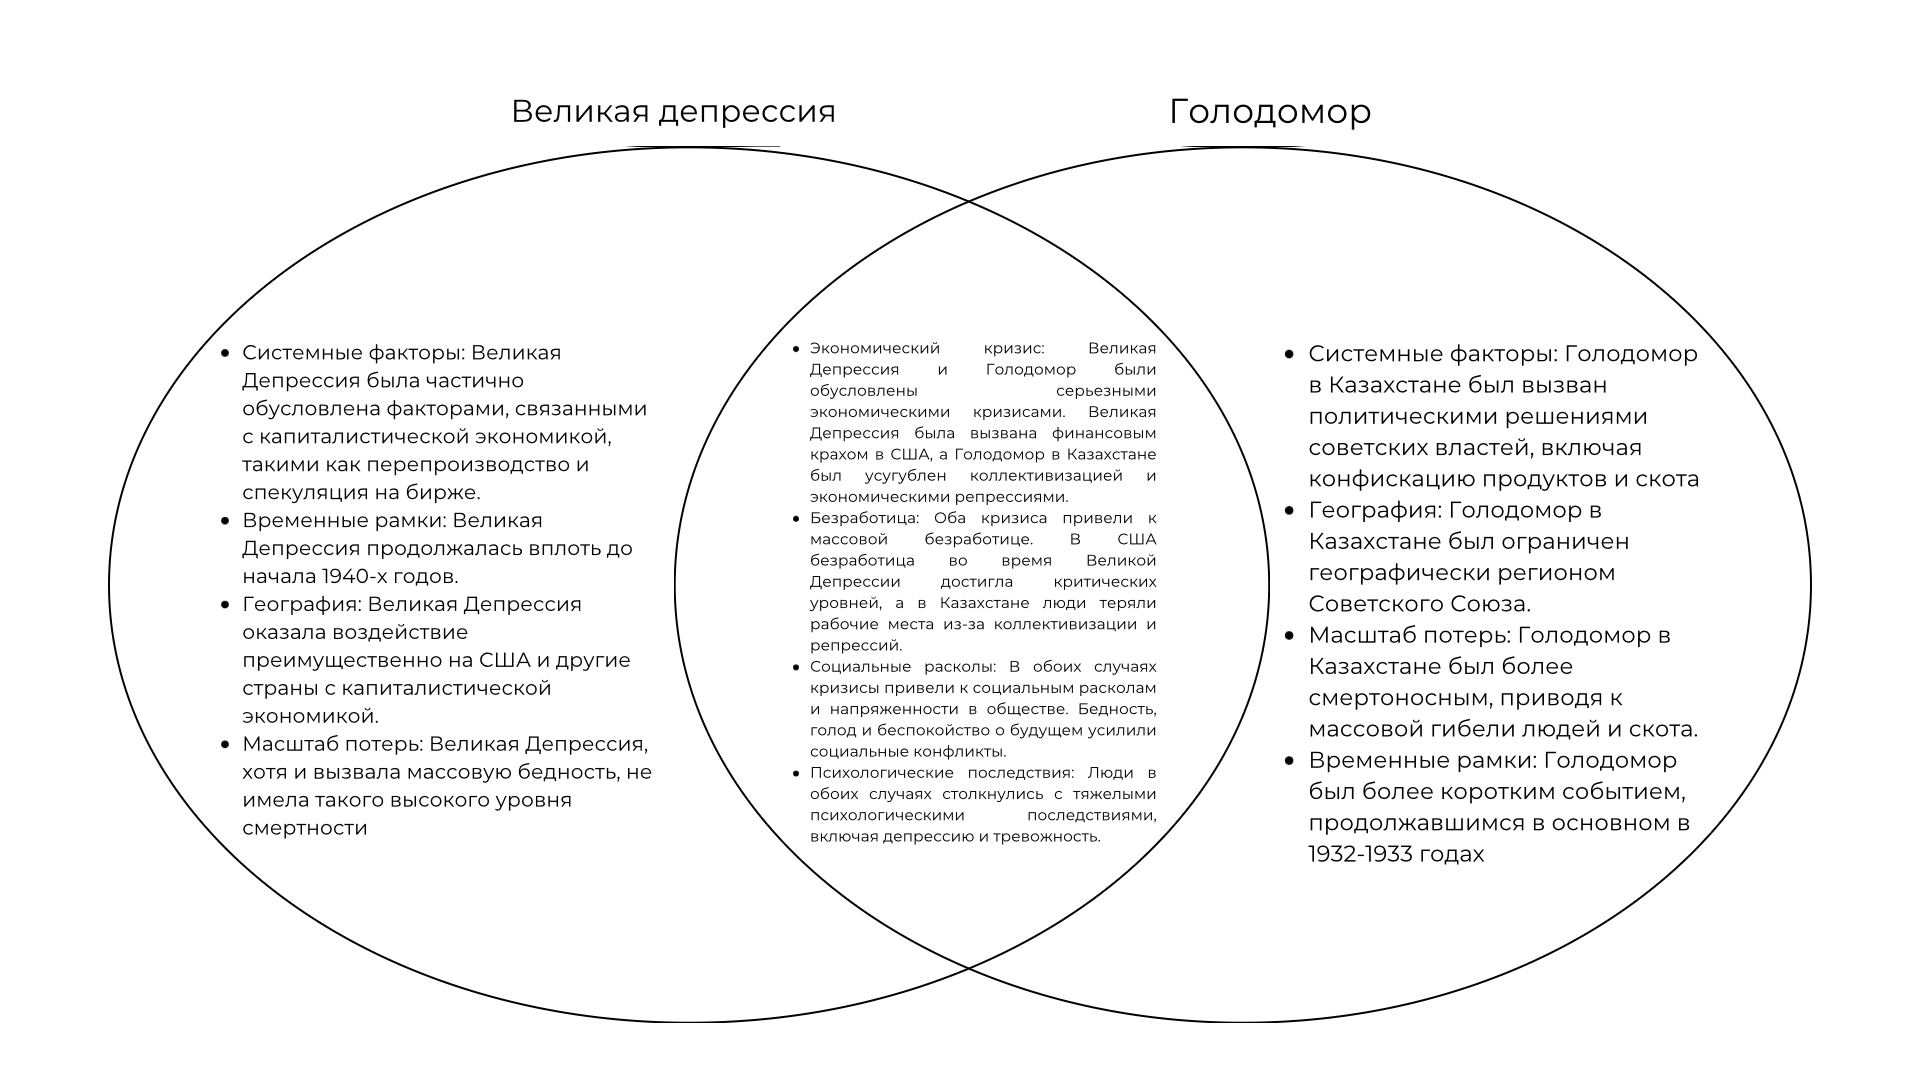 Великая депрессия
Голодомор
Системные факторы: Великая
Депрессия была частично
обусловлена факторами, связанными
с капиталистической экономикой,
такими как перепроизводство и
спекуляция на бирже.
Временные рамки: Великая
Депрессия продолжалась вплоть до
начала 1940-х годов.
География: Великая Депрессия
оказала воздействие
преимущественно на США и другие
страны с капиталистической
экономикой.
Масштаб потерь: Великая Депрессия,
хотя и вызвала массовую бедность, не
имела такого высокого уровня
смертности
Экономический кризис: Великая
Депрессия и Голодомор были
обусловлены серьезными
экономическими кризисами. Великая
Депрессия была вызвана финансовым
крахом в США, а Голодомор в Казахстане
был усугублен коллективизацией и
экономическими репрессиями.
Безработица: Оба кризиса привели к
массовой безработице. В США
безработица во время Великой
Депрессии достигла критических
уровней, а в Казахстане люди теряли
рабочие места из-за коллективизации и
репрессий.
Социальные расколы: В обоих случаях
кризисы привели к социальным расколам
и напряженности в обществе. Бедность,
голод и беспокойство о будущем усилили
социальные конфликты.
Психологические последствия: Люди в
обоих случаях столкнулись с тяжелыми
психологическими последствиями,
включая депрессию и тревожность.
Системные факторы: Голодомор
в Казахстане был вызван
политическими решениями
советских властей, включая
конфискацию продуктов и скота
География: Голодомор в
Казахстане был ограничен
географически регионом
Советского Союза.
Масштаб потерь: Голодомор в
Казахстане был более
смертоносным, приводя к
массовой гибели людей и скота.
Временные рамки: Голодомор
был более коротким событием,
продолжавшимся в основном в
1932-1933 годах